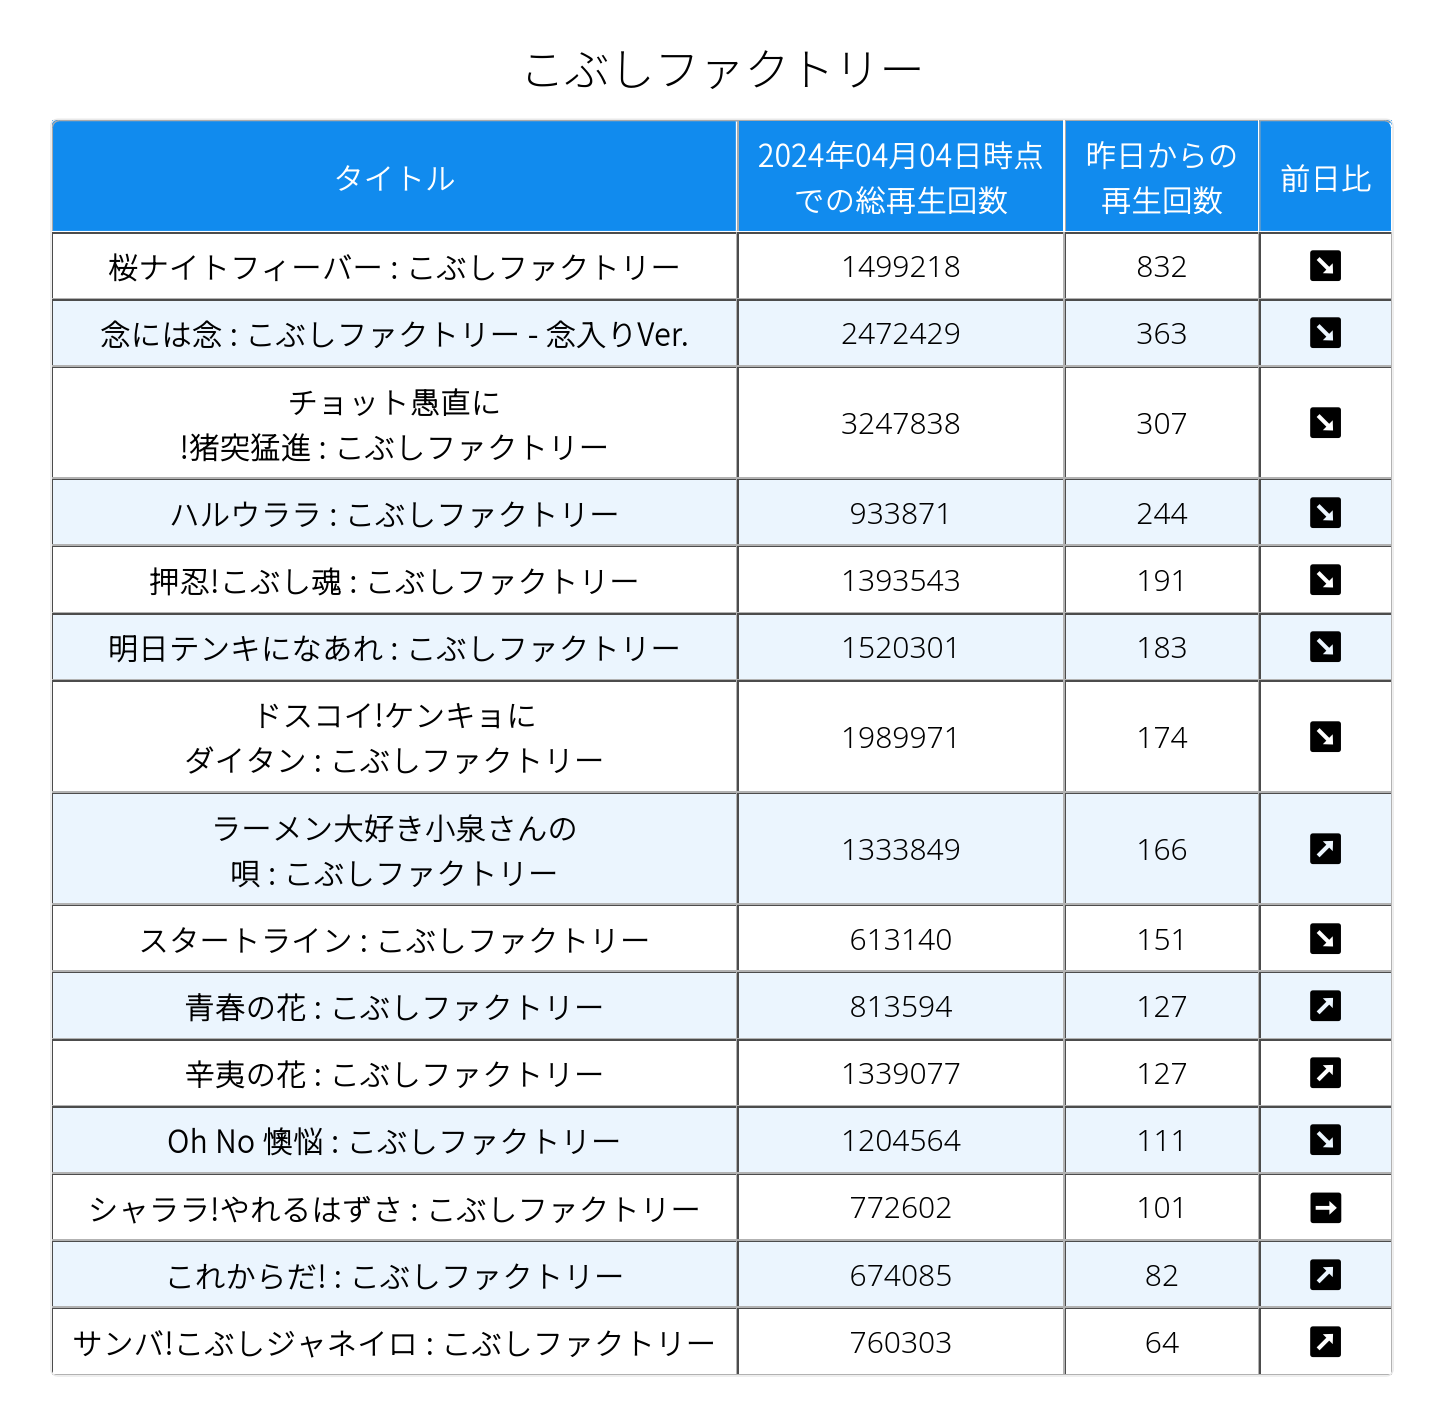 こぶしファクトリー
タイトル
2024年04月04日時点
での総再生回数
昨日からの
再生回数
前日比
桜ナイトフィーバー : こぶしファクトリー 1499218 832 ↘
念には念 : こぶしファクトリー - 念入りVer. 2472429 363 ↘
チョット愚直に
!猪突猛進 : こぶしファクトリー 3247838 307 ↘
ハルウララ : こぶしファクトリー 933871 244 ↘
押忍!こぶし魂 : こぶしファクトリー 1393543 191 ↘
明日テンキになあれ : こぶしファクトリー 1520301 183 ↘
ドスコイ!ケンキョに
ダイタン : こぶしファクトリー 1989971 174 ↘
ラーメン大好き小泉さんの
唄 : こぶしファクトリー 1333849 166 ↗
スタートライン : こぶしファクトリー 613140 151 ↘
青春の花 : こぶしファクトリー 813594 127 ↗
辛夷の花 : こぶしファクトリー 1339077 127 ↗
Oh No 懊悩 : こぶしファクトリー 1204564 111 ↘
シャララ!やれるはずさ : こぶしファクトリー 772602 101 →
これからだ! : こぶしファクトリー 674085 82 ↗
サンバ!こぶしジャネイロ : こぶしファクトリー 760303 64 ↗